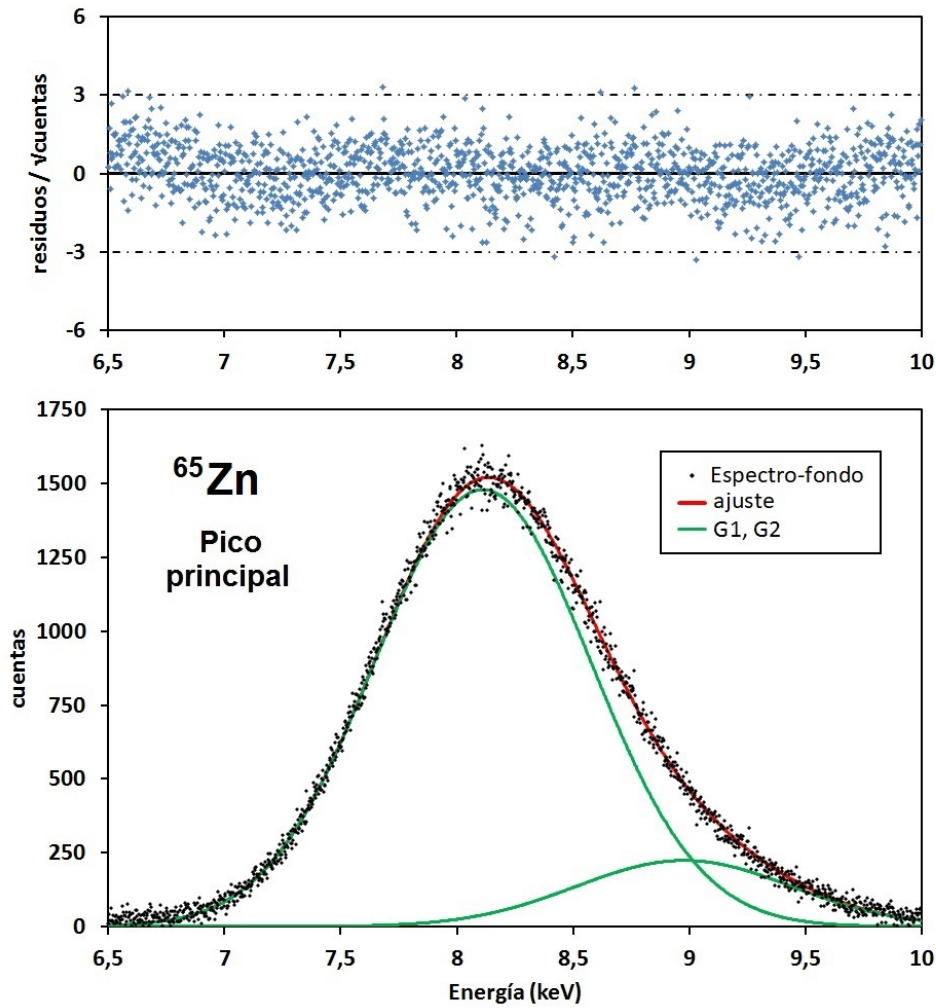 6
3
0
-3
-6
residuos / √cuentas
6,5 7 7,5 8 8,5 9 9,5 10
1750
1500
1250
1000
750
500
250
0
cuentas
⁶⁵Zn
Pico
principal
Espectro-fondo
ajuste
G1, G2
6,5 7 7,5 8 8,5 9 9,5 10
Energía (keV)